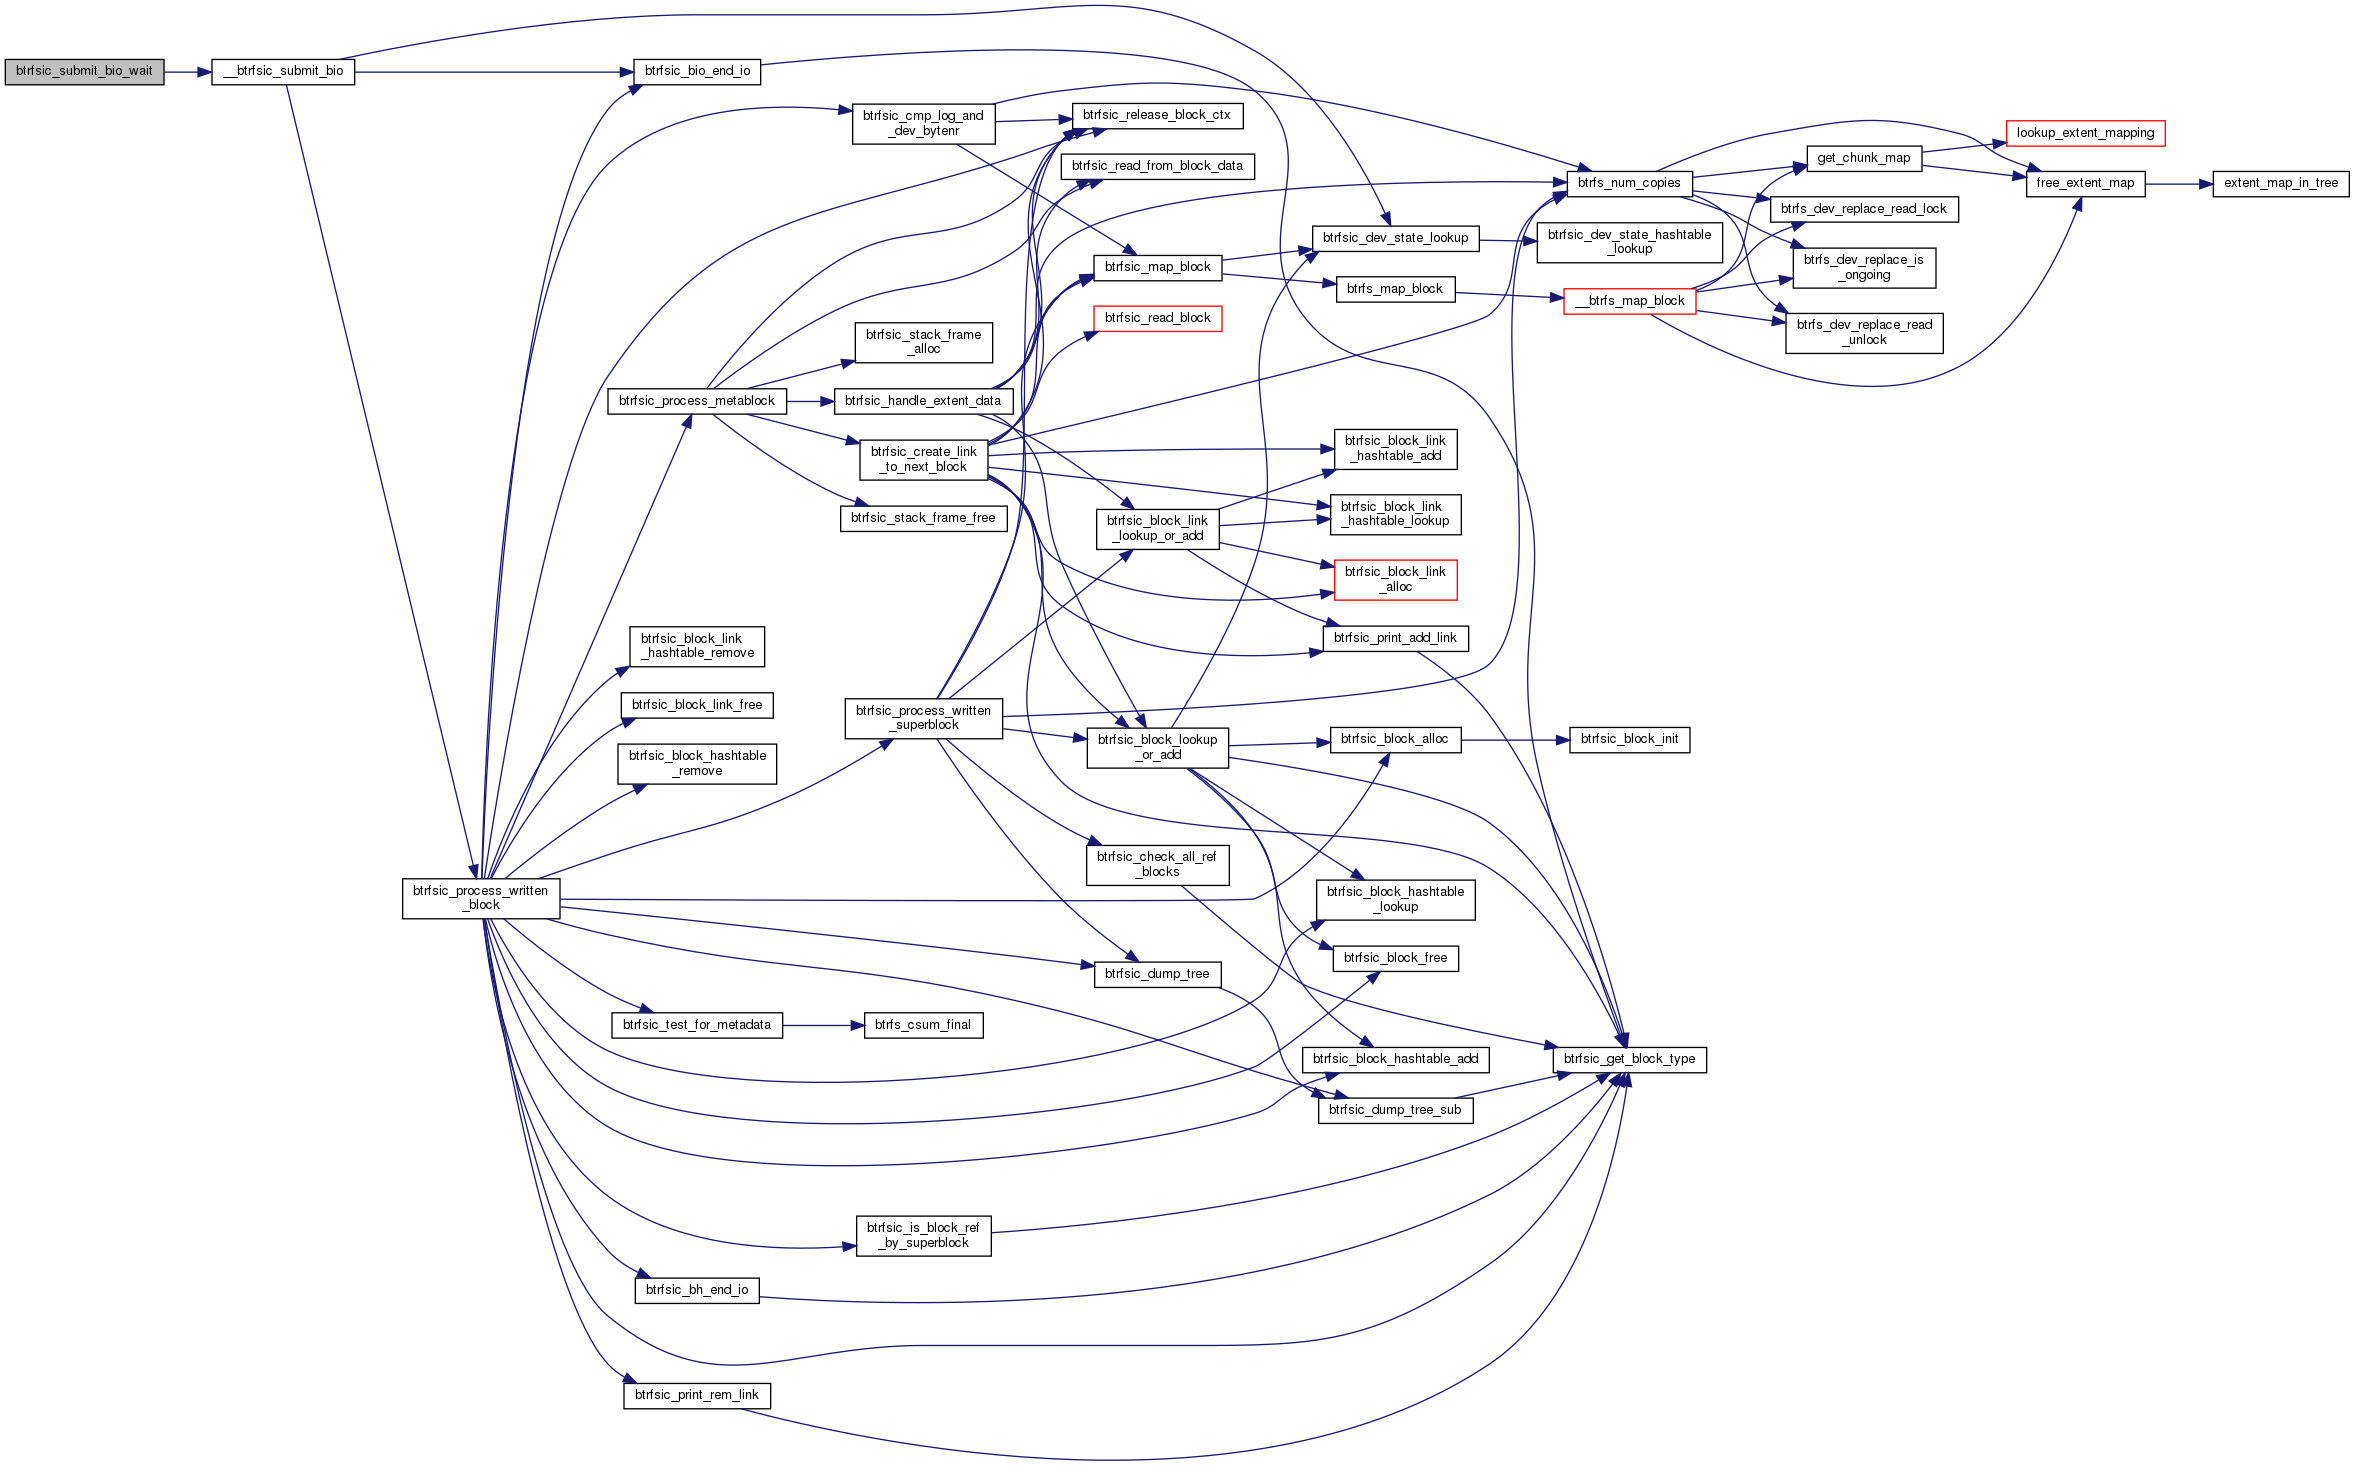 btrfsic_submit_bio_wait
__btrfsic_submit_bio
btrfsic_process_written
_block
btrfsic_bio_end_io
btrfsic_process_metablock
btrfsic_block_link
_hashtable_remove
btrfsic_block_link_free
btrfsic_block_hashtable
_remove
btrfsic_test_for_metadata
btrfsic_bh_end_io
btrfsic_print_rem_link
btrfsic_cmp_log_and
_dev_bytenr
btrfsic_stack_frame
_alloc
btrfsic_handle_extent_data
btrfsic_create_link
_to_next_block
btrfsic_stack_frame_free
btrfsic_process_written
_superblock
btrfs_csum_final
btrfsic_is_block_ref
_by_superblock
btrfsic_release_block_ctx
btrfsic_read_from_block_data
btrfsic_map_block
btrfsic_read_block
btrfsic_block_link
_lookup_or_add
btrfsic_block_lookup
_or_add
btrfsic_check_all_ref
_blocks
btrfsic_dump_tree
btrfsic_dev_state_lookup
btrfs_map_block
btrfsic_block_link
_hashtable_add
btrfsic_block_link
_hashtable_lookup
btrfsic_block_link
_alloc
btrfsic_print_add_link
btrfsic_block_alloc
btrfsic_block_hashtable
_lookup
btrfsic_block_free
btrfsic_block_hashtable_add
btrfsic_dump_tree_sub
btrfs_num_copies
btrfsic_dev_state_hashtable
_lookup
__btrfs_map_block
btrfsic_block_init
btrfsic_get_block_type
get_chunk_map
btrfs_dev_replace_read_lock
btrfs_dev_replace_is
_ongoing
btrfs_dev_replace_read
_unlock
lookup_extent_mapping
free_extent_map
extent_map_in_tree